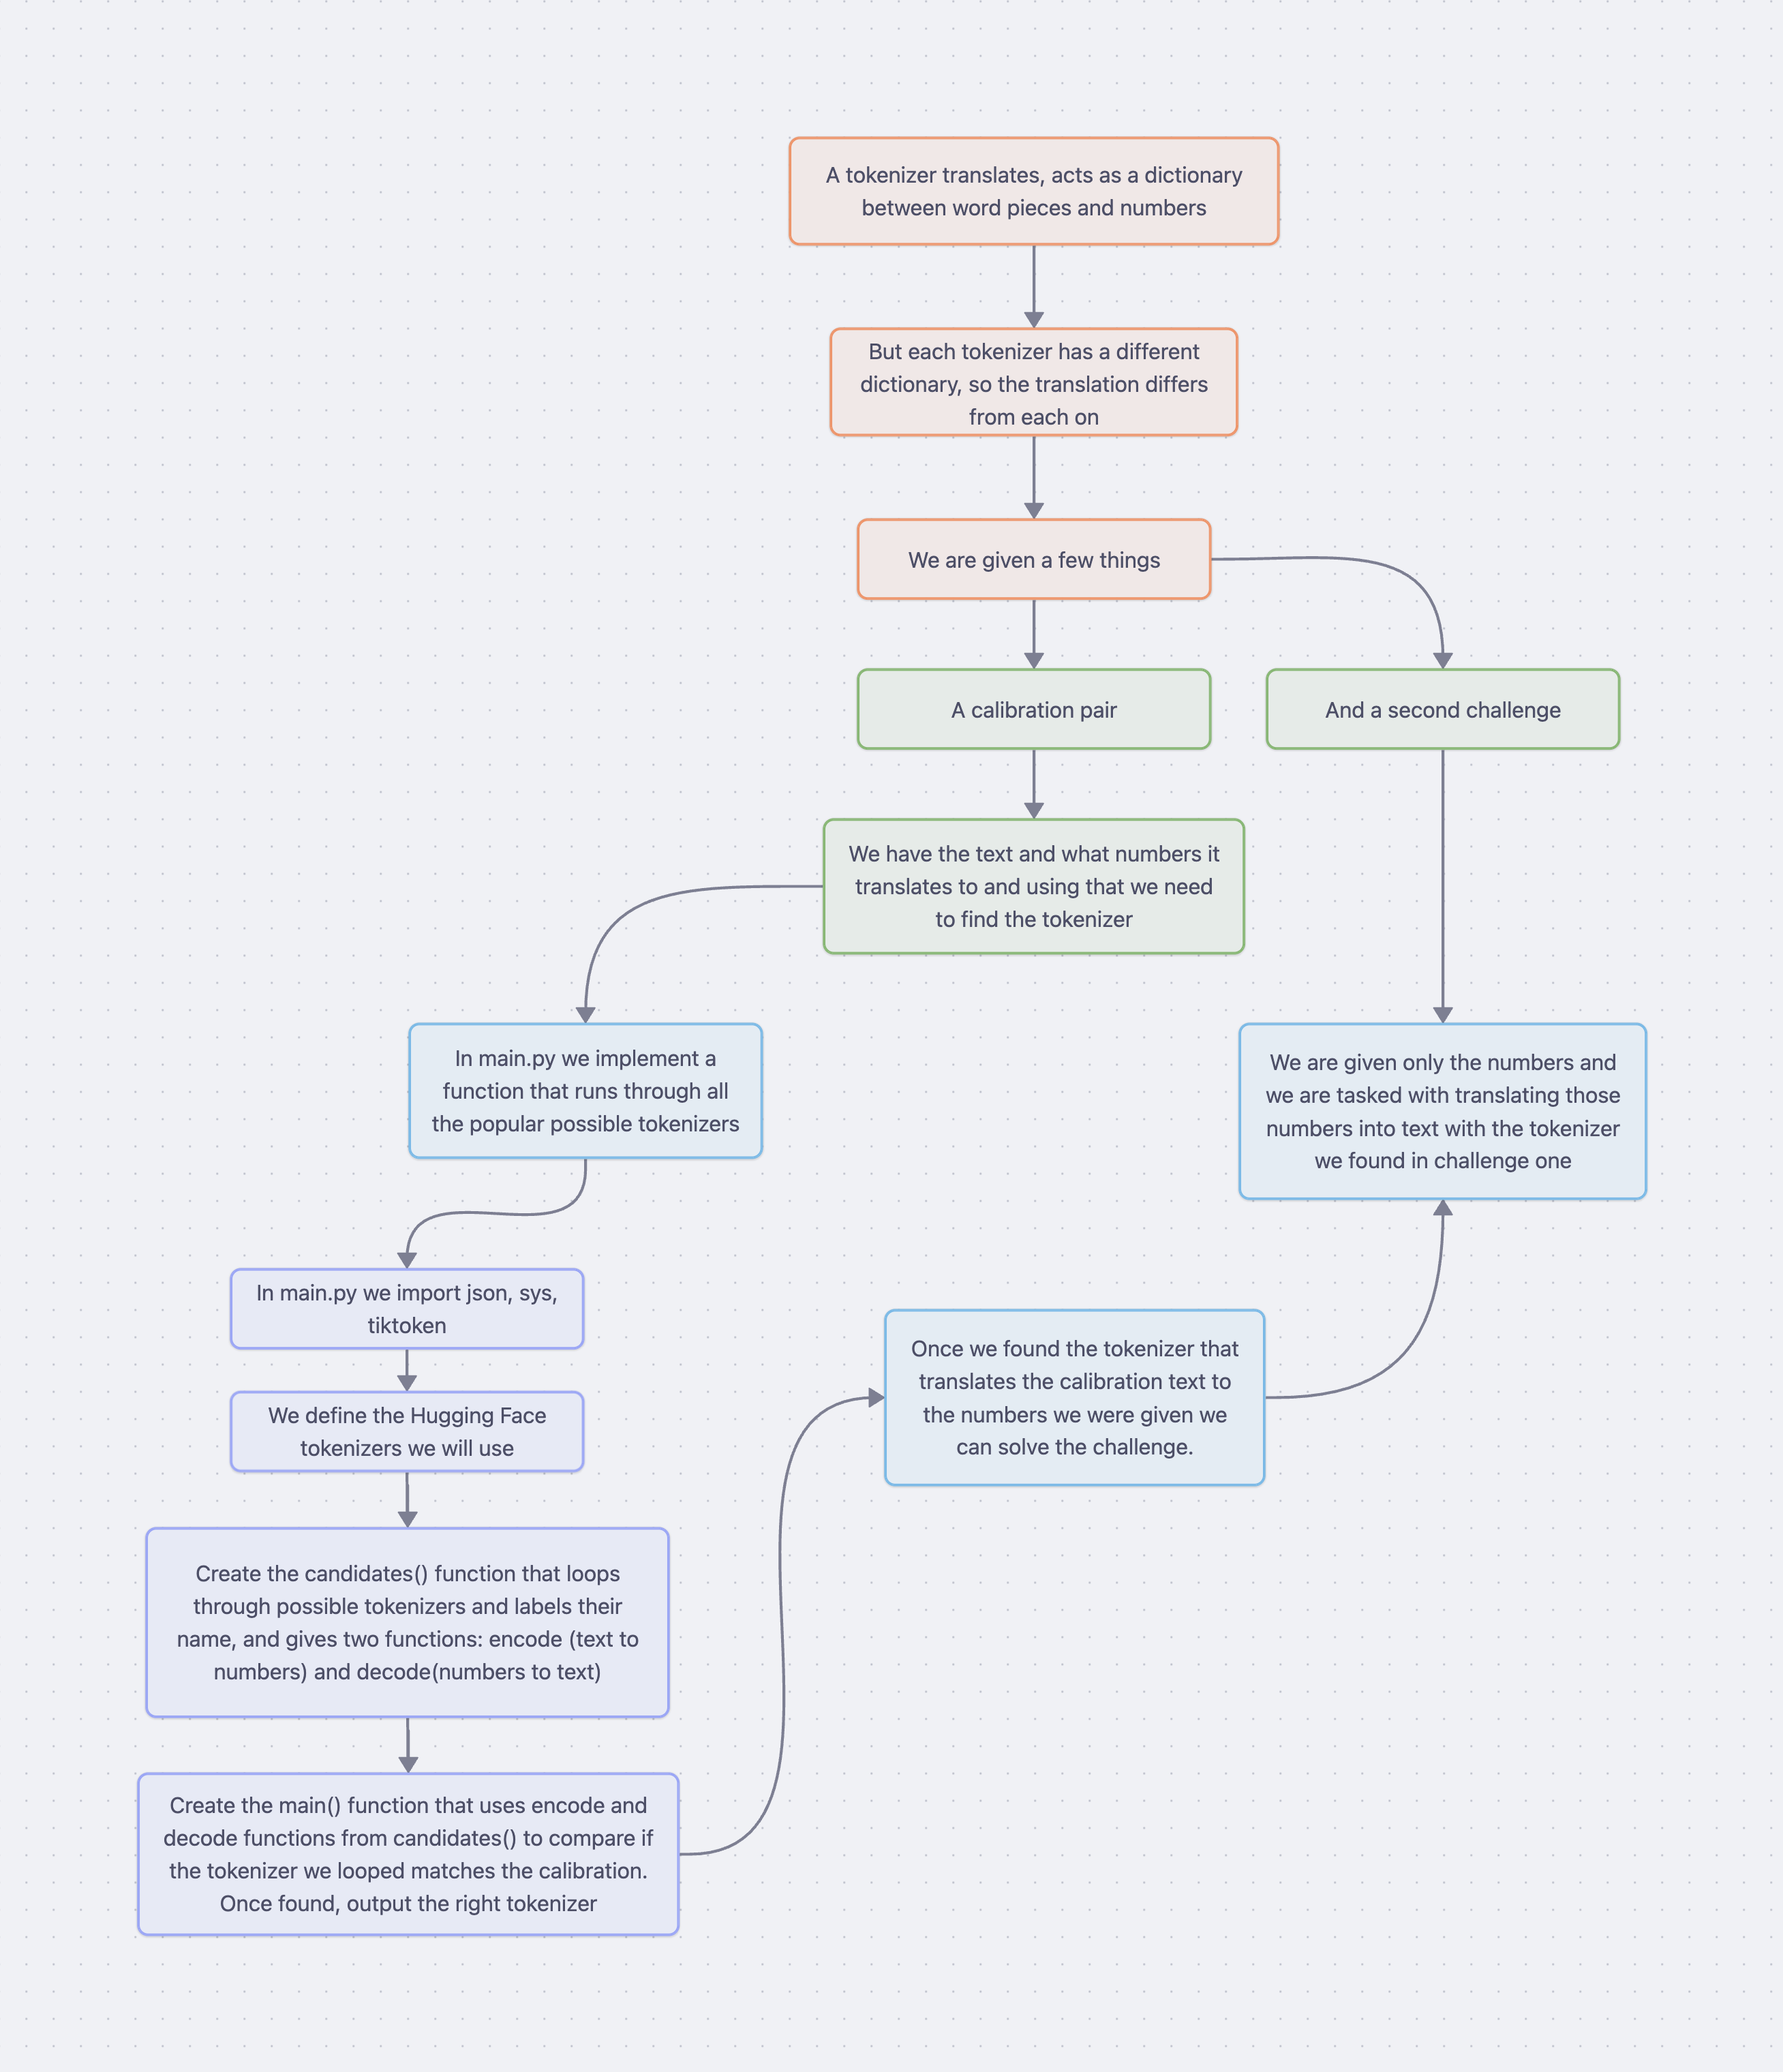 A tokenizer translates, acts as a dictionary
between word pieces and numbers
But each tokenizer has a different
dictionary, so the translation differs
from each on
We are given a few things
A calibration pair
And a second challenge
We have the text and what numbers it
translates to and using that we need
to find the tokenizer
In main.py we implement a
function that runs through all
the popular possible tokenizers
We are given only the numbers and
we are tasked with translating those
numbers into text with the tokenizer
we found in challenge one
In main.py we import json, sys,
tiktoken
We define the Hugging Face
tokenizers we will use
Once we found the tokenizer that
translates the calibration text to
the numbers we were given we
can solve the challenge.
Create the candidates() function that loops
through possible tokenizers and labels their
name, and gives two functions: encode (text to
numbers) and decode(numbers to text)
Create the main() function that uses encode and
decode functions from candidates() to compare if
the tokenizer we looped matches the calibration.
Once found, output the right tokenizer